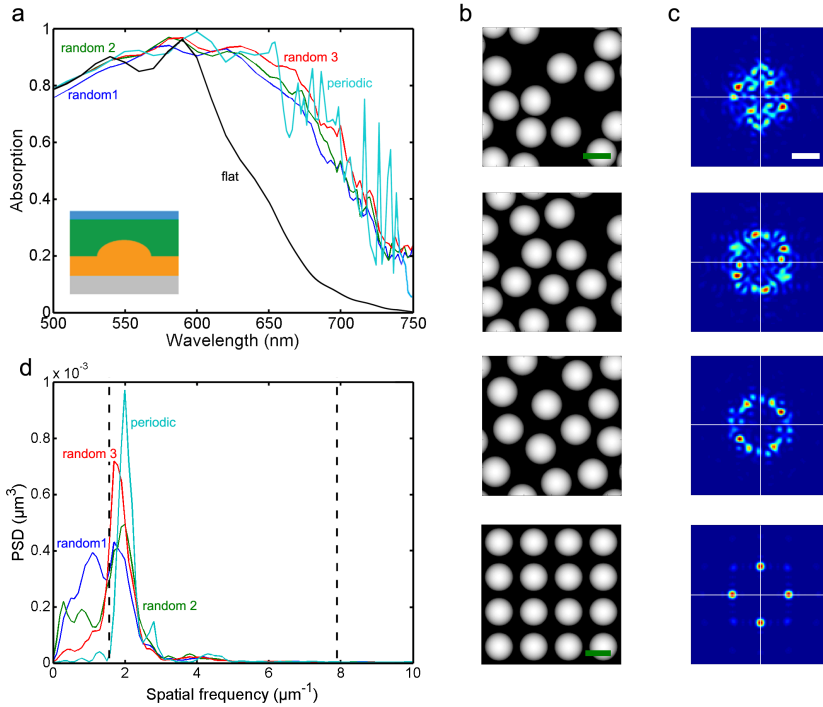 a
b
c
random 2
random1
random 3
periodic
flat
Absorption
1
0.8
0.6
0.4
0.2
0
500
550
600
650
700
750
Wavelength (nm)
d
1 x 10^-3
periodic
random 3
random1
random 2
PSD (µm³)
0.8
0.6
0.4
0.2
0
0
2
4
6
8
10
Spatial frequency (µm⁻¹)